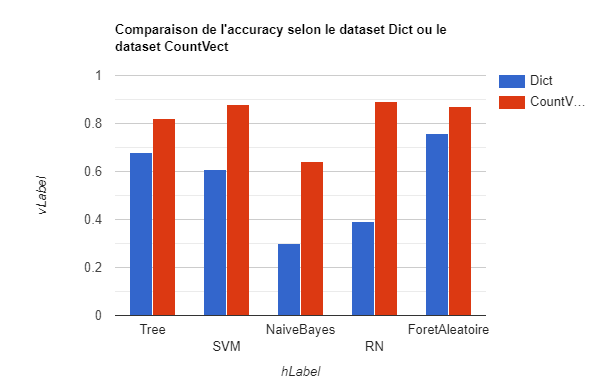 Comparaison de l'accuracy selon le dataset Dict ou le
dataset CountVect
Dict
CountV...
1
0.8
0.6
0.4
0.2
0
vLabel
Tree
SVM
NaiveBayes
RN
ForetAleatoire
hLabel